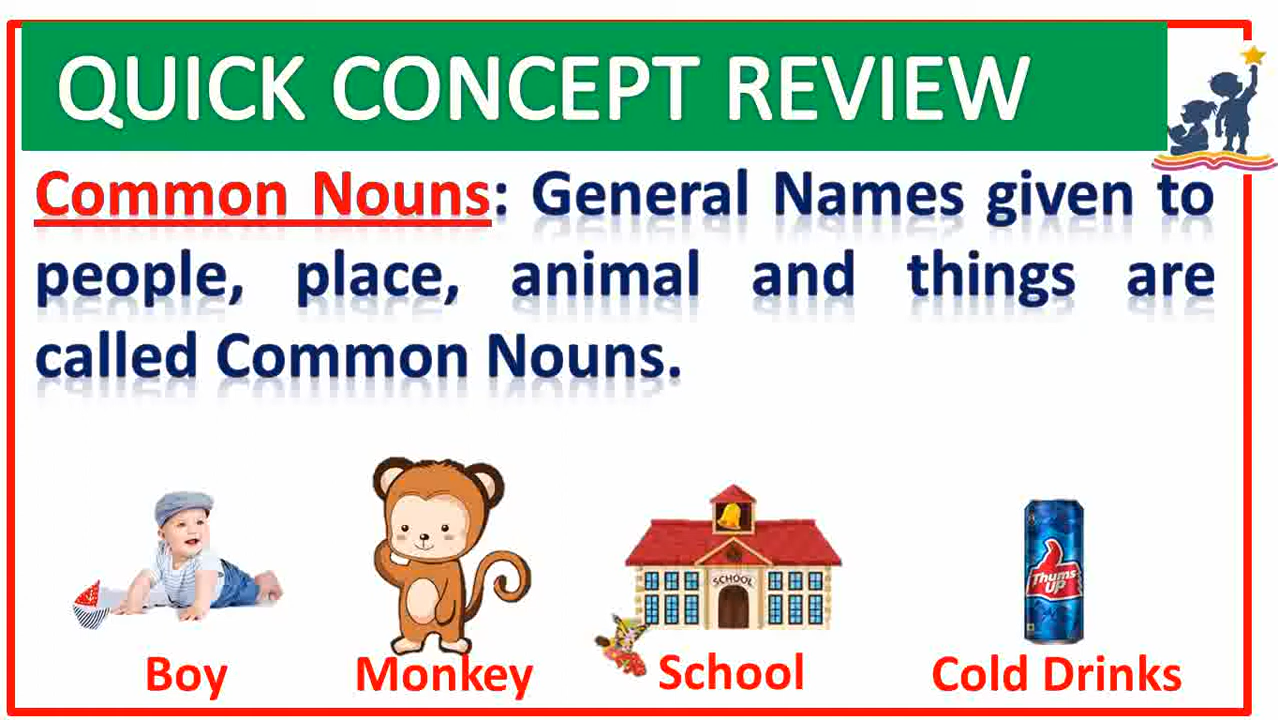 QUICK CONCEPT REVIEW
Common Nouns: General Names given to
people, place, animal and things are
called Common Nouns.
SCHOOL
Thums
UP
Boy
Monkey
School
Cold Drinks